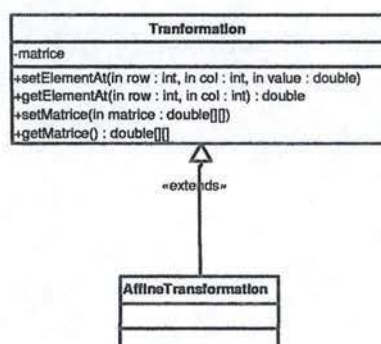 Tranformation
-matrice
+setElementAt(in row : int, in col : int, in value : double)
+getElementAt(in row : int, in col : int) : double
+setMatrice(in matrice : double[][])
+getMatrice() : double[][]
«extends»
AffineTransformation